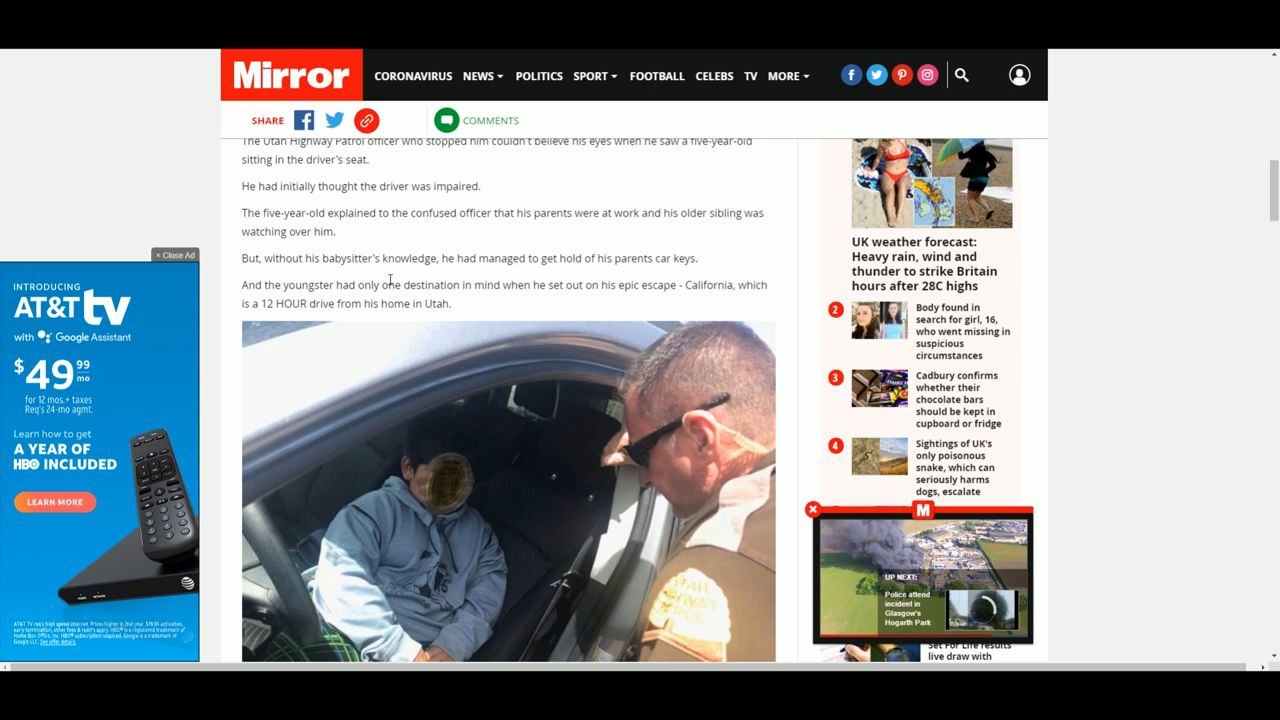 Mirror
CORONAVIRUS NEWS POLITICS SPORT FOOTBALL CELEBS TV MORE
SHARE
COMMENTS
The Utah Highway Patrol officer who stopped him couldn't believe his eyes when he saw a five-year-old
sitting in the driver's seat.
He had initially thought the driver was impaired.
The five-year-old explained to the confused officer that his parents were at work and his older sibling was
watching over him.
But, without his babysitter's knowledge, he had managed to get hold of his parents car keys.
And the youngster had only one destination in mind when he set out on his epic escape - California, which
is a 12 HOUR drive from his home in Utah.
× Close Ad
INTRODUCING
AT&T tv
with Google Assistant
$49.99
mo
for 12 mos.+ taxes
Req's 24-mo agmt.
Learn how to get
A YEAR OF
HBO INCLUDED
LEARN MORE
UK weather forecast:
Heavy rain, wind and
thunder to strike Britain
hours after 28C highs
2
Body found in
search for girl, 16,
who went missing in
suspicious
circumstances
3
Cadbury confirms
whether their
chocolate bars
should be kept in
cupboard or fridge
4
Sightings of UK's
only poisonous
snake, which can
seriously harms
dogs, escalate
M
UP NEXT:
Police attend
incident in
Glasgow's
Hogarth Park
Set For Life results
live draw with
UTAH